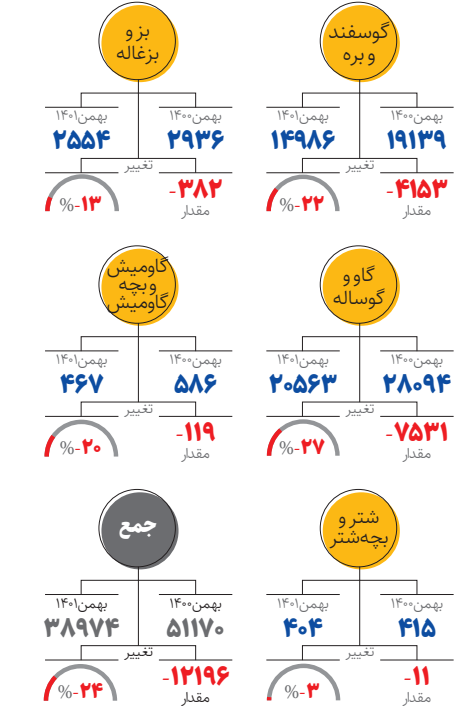 گوسفند
و بره
بهمن۱۴۰۰
بهمن۱۴۰۱
۱۹۱۳۹
۱۴۹۸۶
تغییر
-۴۱۵۳
مقدار
%-۲۲
بز و
بزغاله
بهمن۱۴۰۰
بهمن۱۴۰۱
۲۹۳۶
۲۵۵۴
تغییر
-۳۸۲
مقدار
%-۱۳
گاو و
گوساله
بهمن۱۴۰۰
بهمن۱۴۰۱
۲۸۰۹۴
۲۰۵۶۳
تغییر
-۷۵۳۱
مقدار
%-۲۷
گاومیش
و بچه
گاومیش
بهمن۱۴۰۰
بهمن۱۴۰۱
۵۸۶
۴۶۷
تغییر
-۱۱۹
مقدار
%-۲۰
شتر و
بچه‌شتر
بهمن۱۴۰۰
بهمن۱۴۰۱
۴۱۵
۴۰۴
تغییر
-۱۱
مقدار
%-۳
جمع
بهمن۱۴۰۰
بهمن۱۴۰۱
۵۱۱۷۰
۳۸۹۷۴
تغییر
-۱۲۱۹۶
مقدار
%-۲۴